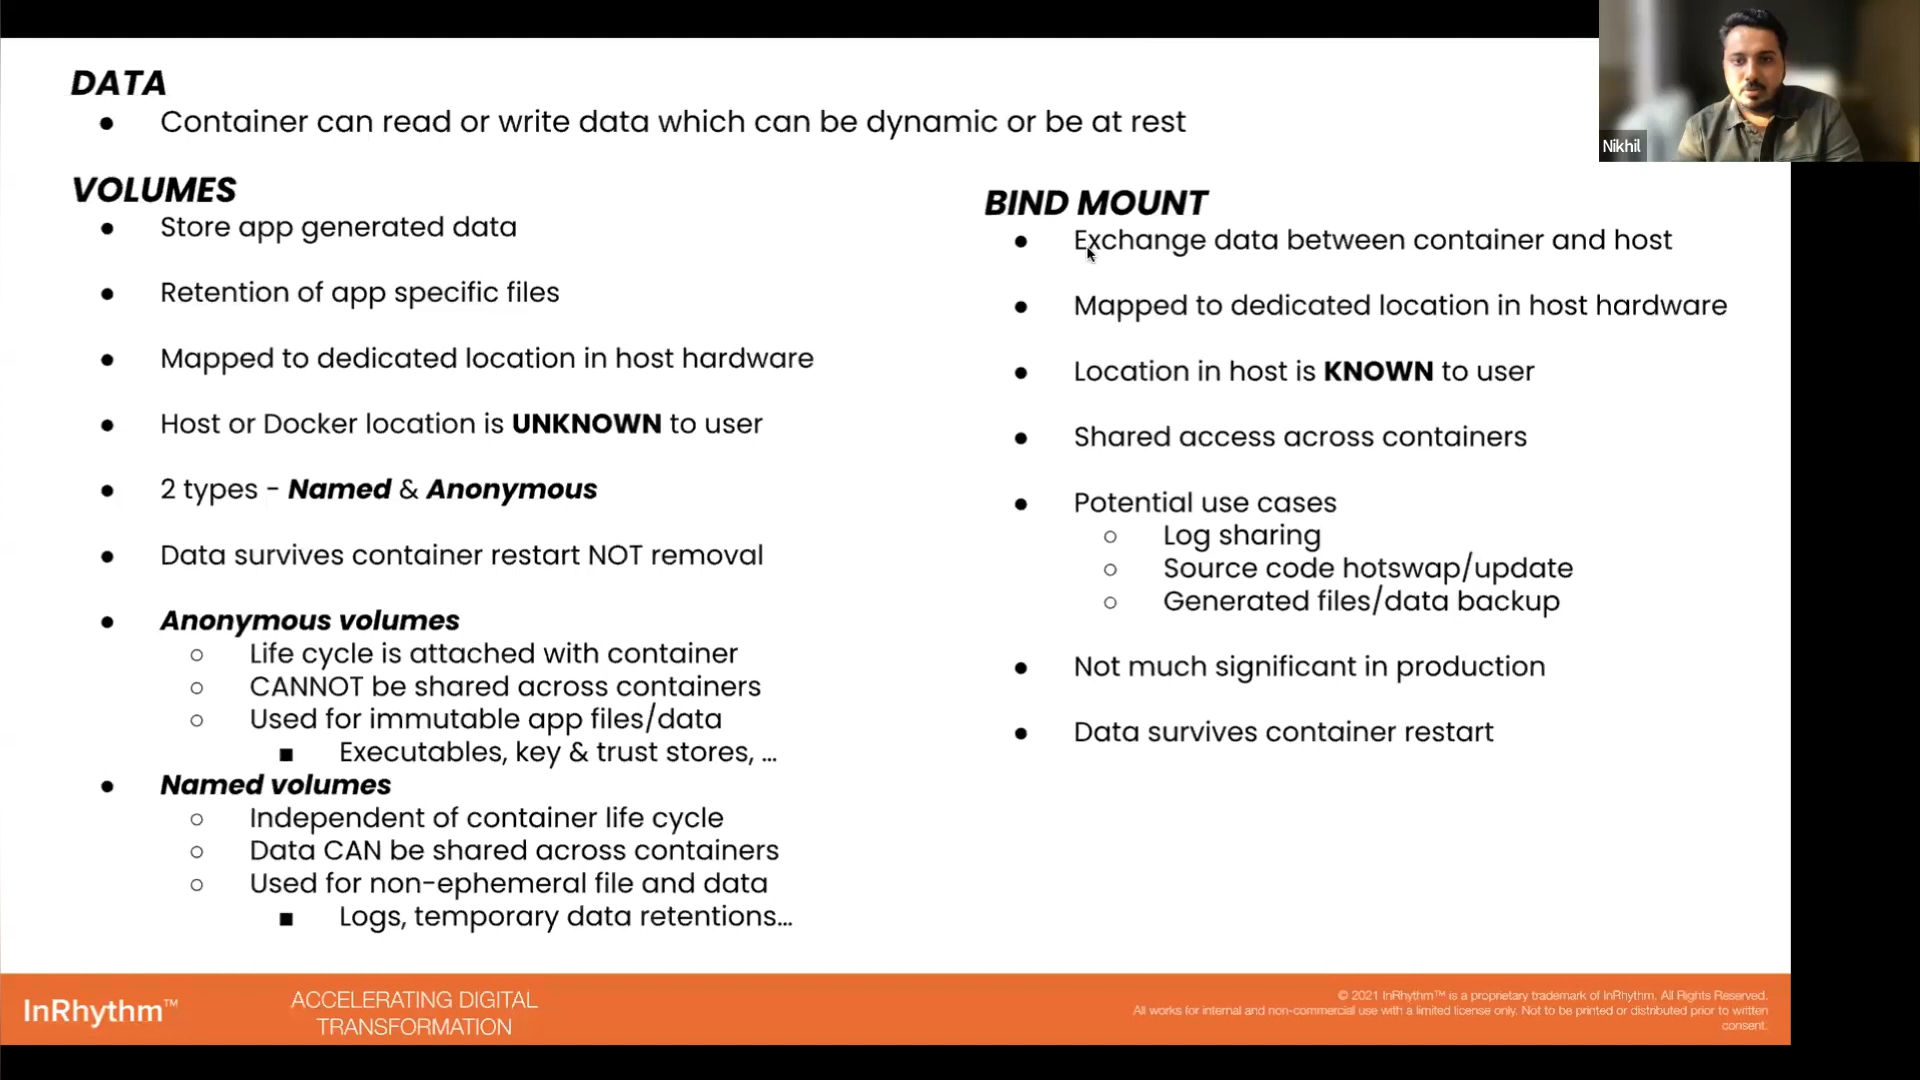 DATA
● Container can read or write data which can be dynamic or be at rest
VOLUMES
● Store app generated data
● Retention of app specific files
● Mapped to dedicated location in host hardware
● Host or Docker location is UNKNOWN to user
● 2 types - Named & Anonymous
● Data survives container restart NOT removal
● Anonymous volumes
○ Life cycle is attached with container
○ CANNOT be shared across containers
○ Used for immutable app files/data
■ Executables, key & trust stores, ...
● Named volumes
○ Independent of container life cycle
○ Data CAN be shared across containers
○ Used for non-ephemeral file and data
■ Logs, temporary data retentions...
BIND MOUNT
● Exchange data between container and host
● Mapped to dedicated location in host hardware
● Location in host is KNOWN to user
● Shared access across containers
● Potential use cases
○ Log sharing
○ Source code hotswap/update
○ Generated files/data backup
● Not much significant in production
● Data survives container restart
Nikhil
InRhythm™
ACCELERATING DIGITAL
TRANSFORMATION
© 2021 InRhythm™ is a proprietary trademark of InRhythm. All Rights Reserved.
All works for internal and non-commercial use with a limited license only. Not to be printed or distributed prior to written
consent.